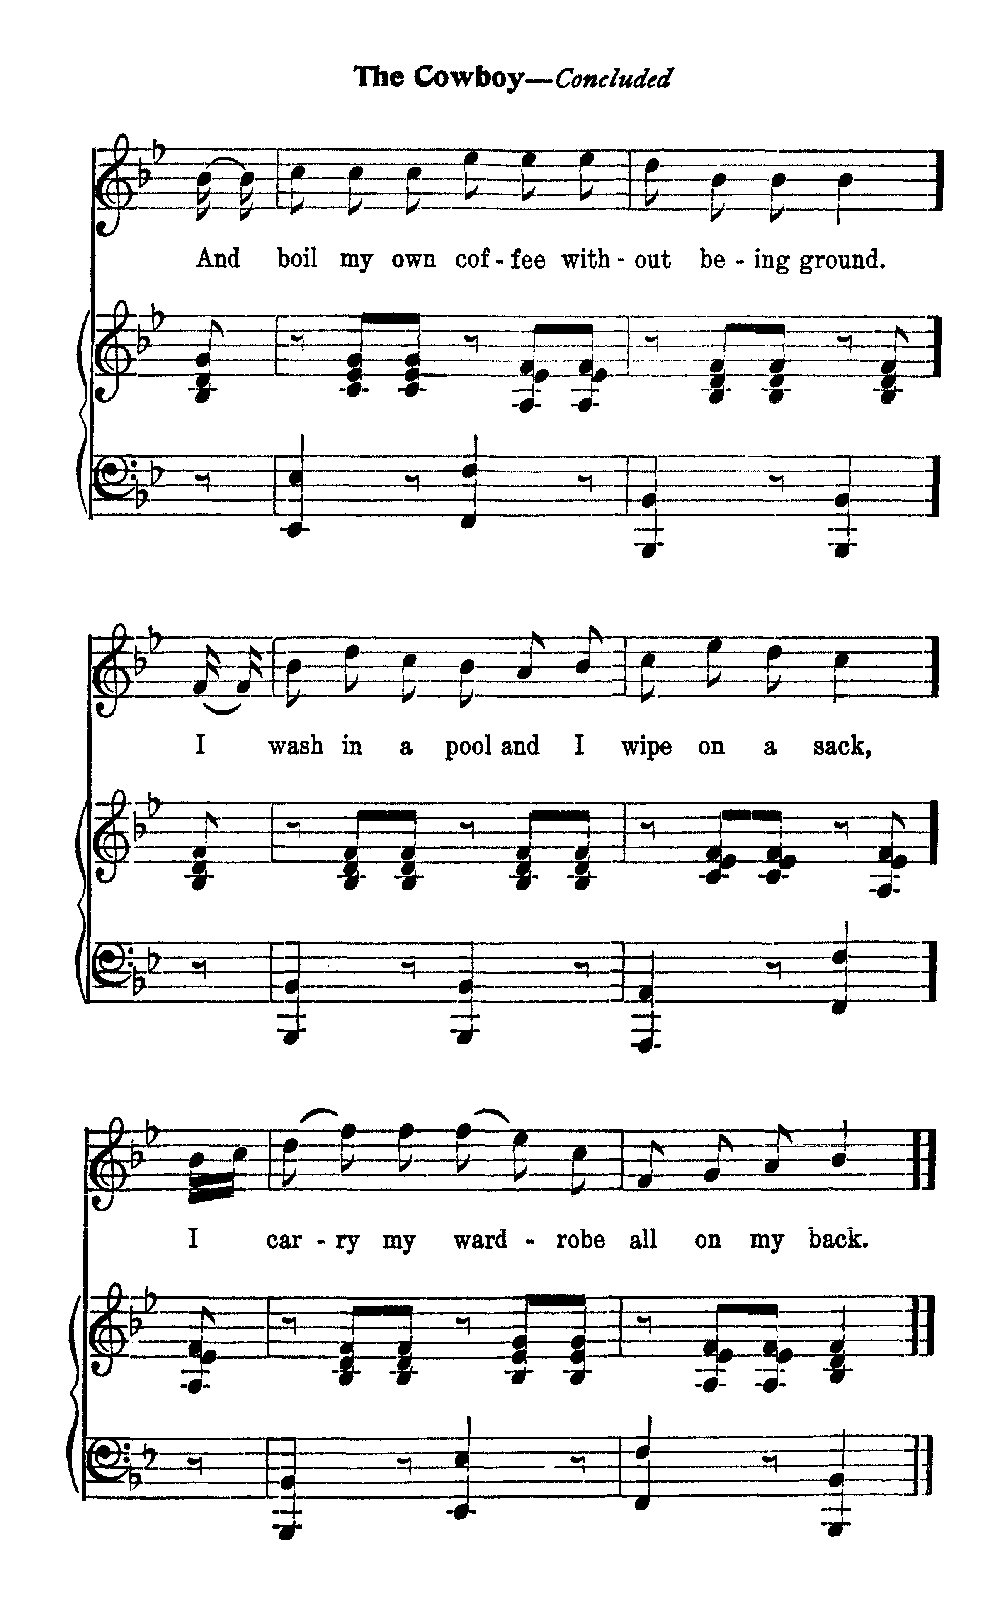 The Cowboy—Concluded
And boil my own cof - fee with - out be - ing ground.
I wash in a pool and I wipe on a sack,
I car - ry my ward - robe all on my back.